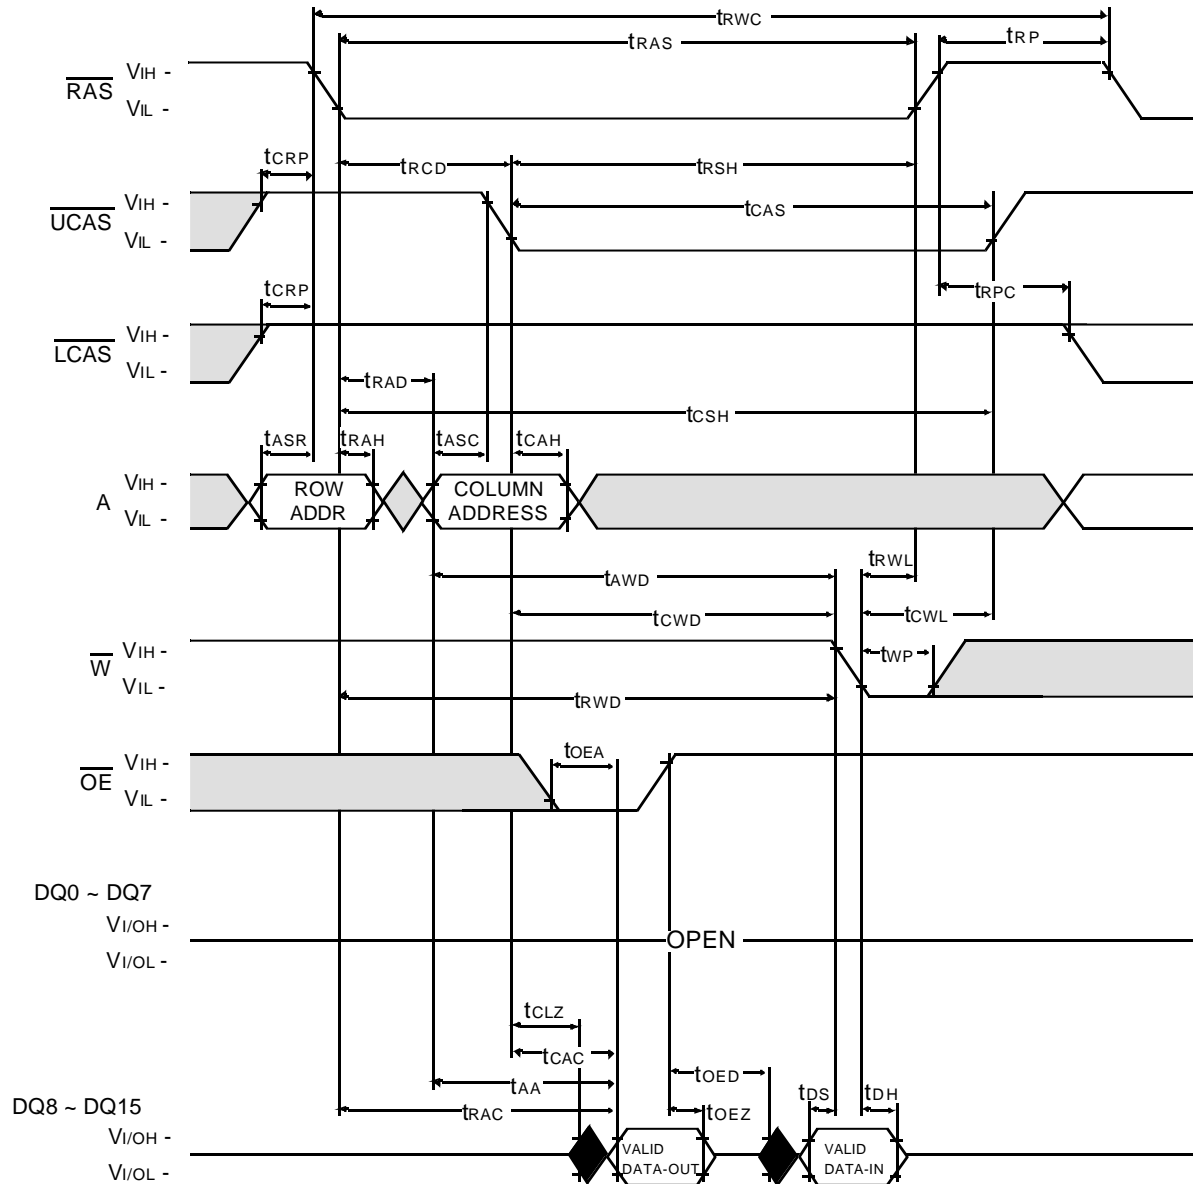 tRWC
tRAS
tRP
RAS
VIH -
VIL -
tCRP
tRCD
tRSH
UCAS
VIH -
VIL -
tCAS
tCRP
tRPC
LCAS
VIH -
VIL -
tRAD
tCSH
tASR
tRAH
tASC
tCAH
A
VIH -
VIL -
ROW
ADDR
COLUMN
ADDRESS
tAWD
tRWL
tCWD
tCWL
W
VIH -
VIL -
tWP
tRWD
OE
VIH -
VIL -
tOEA
DQ0 ~ DQ7
VI/OH -
VI/OL -
OPEN
tCLZ
tCAC
tAA
tOED
tRAC
tOEZ
tDS
tDH
DQ8 ~ DQ15
VI/OH -
VI/OL -
VALID
DATA-OUT
VALID
DATA-IN